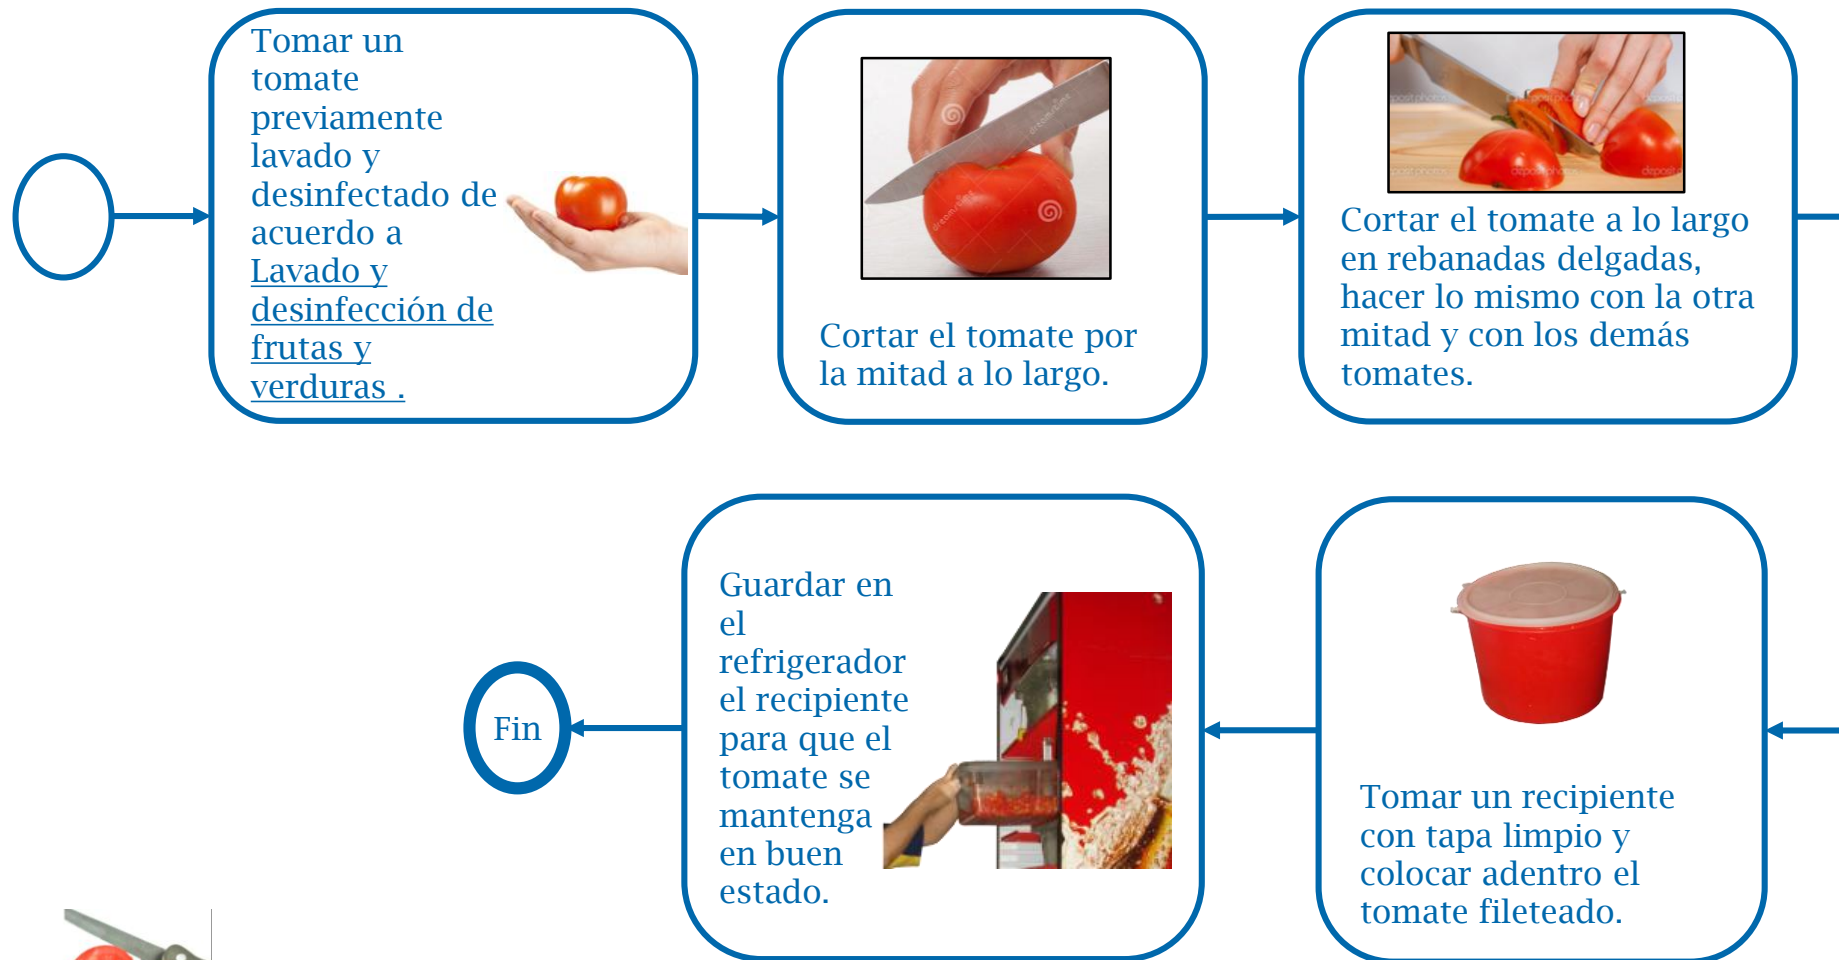 Tomar un
tomate
previamente
lavado y
desinfectado de
acuerdo a
Lavado y
desinfección de
frutas y
verduras .
Cortar el tomate por
la mitad a lo largo.
Cortar el tomate a lo largo
en rebanadas delgadas,
hacer lo mismo con la otra
mitad y con los demás
tomates.
Tomar un recipiente
con tapa limpio y
colocar adentro el
tomate fileteado.
Guardar en
el
refrigerador
el recipiente
para que el
tomate se
mantenga
en buen
estado.
Fin